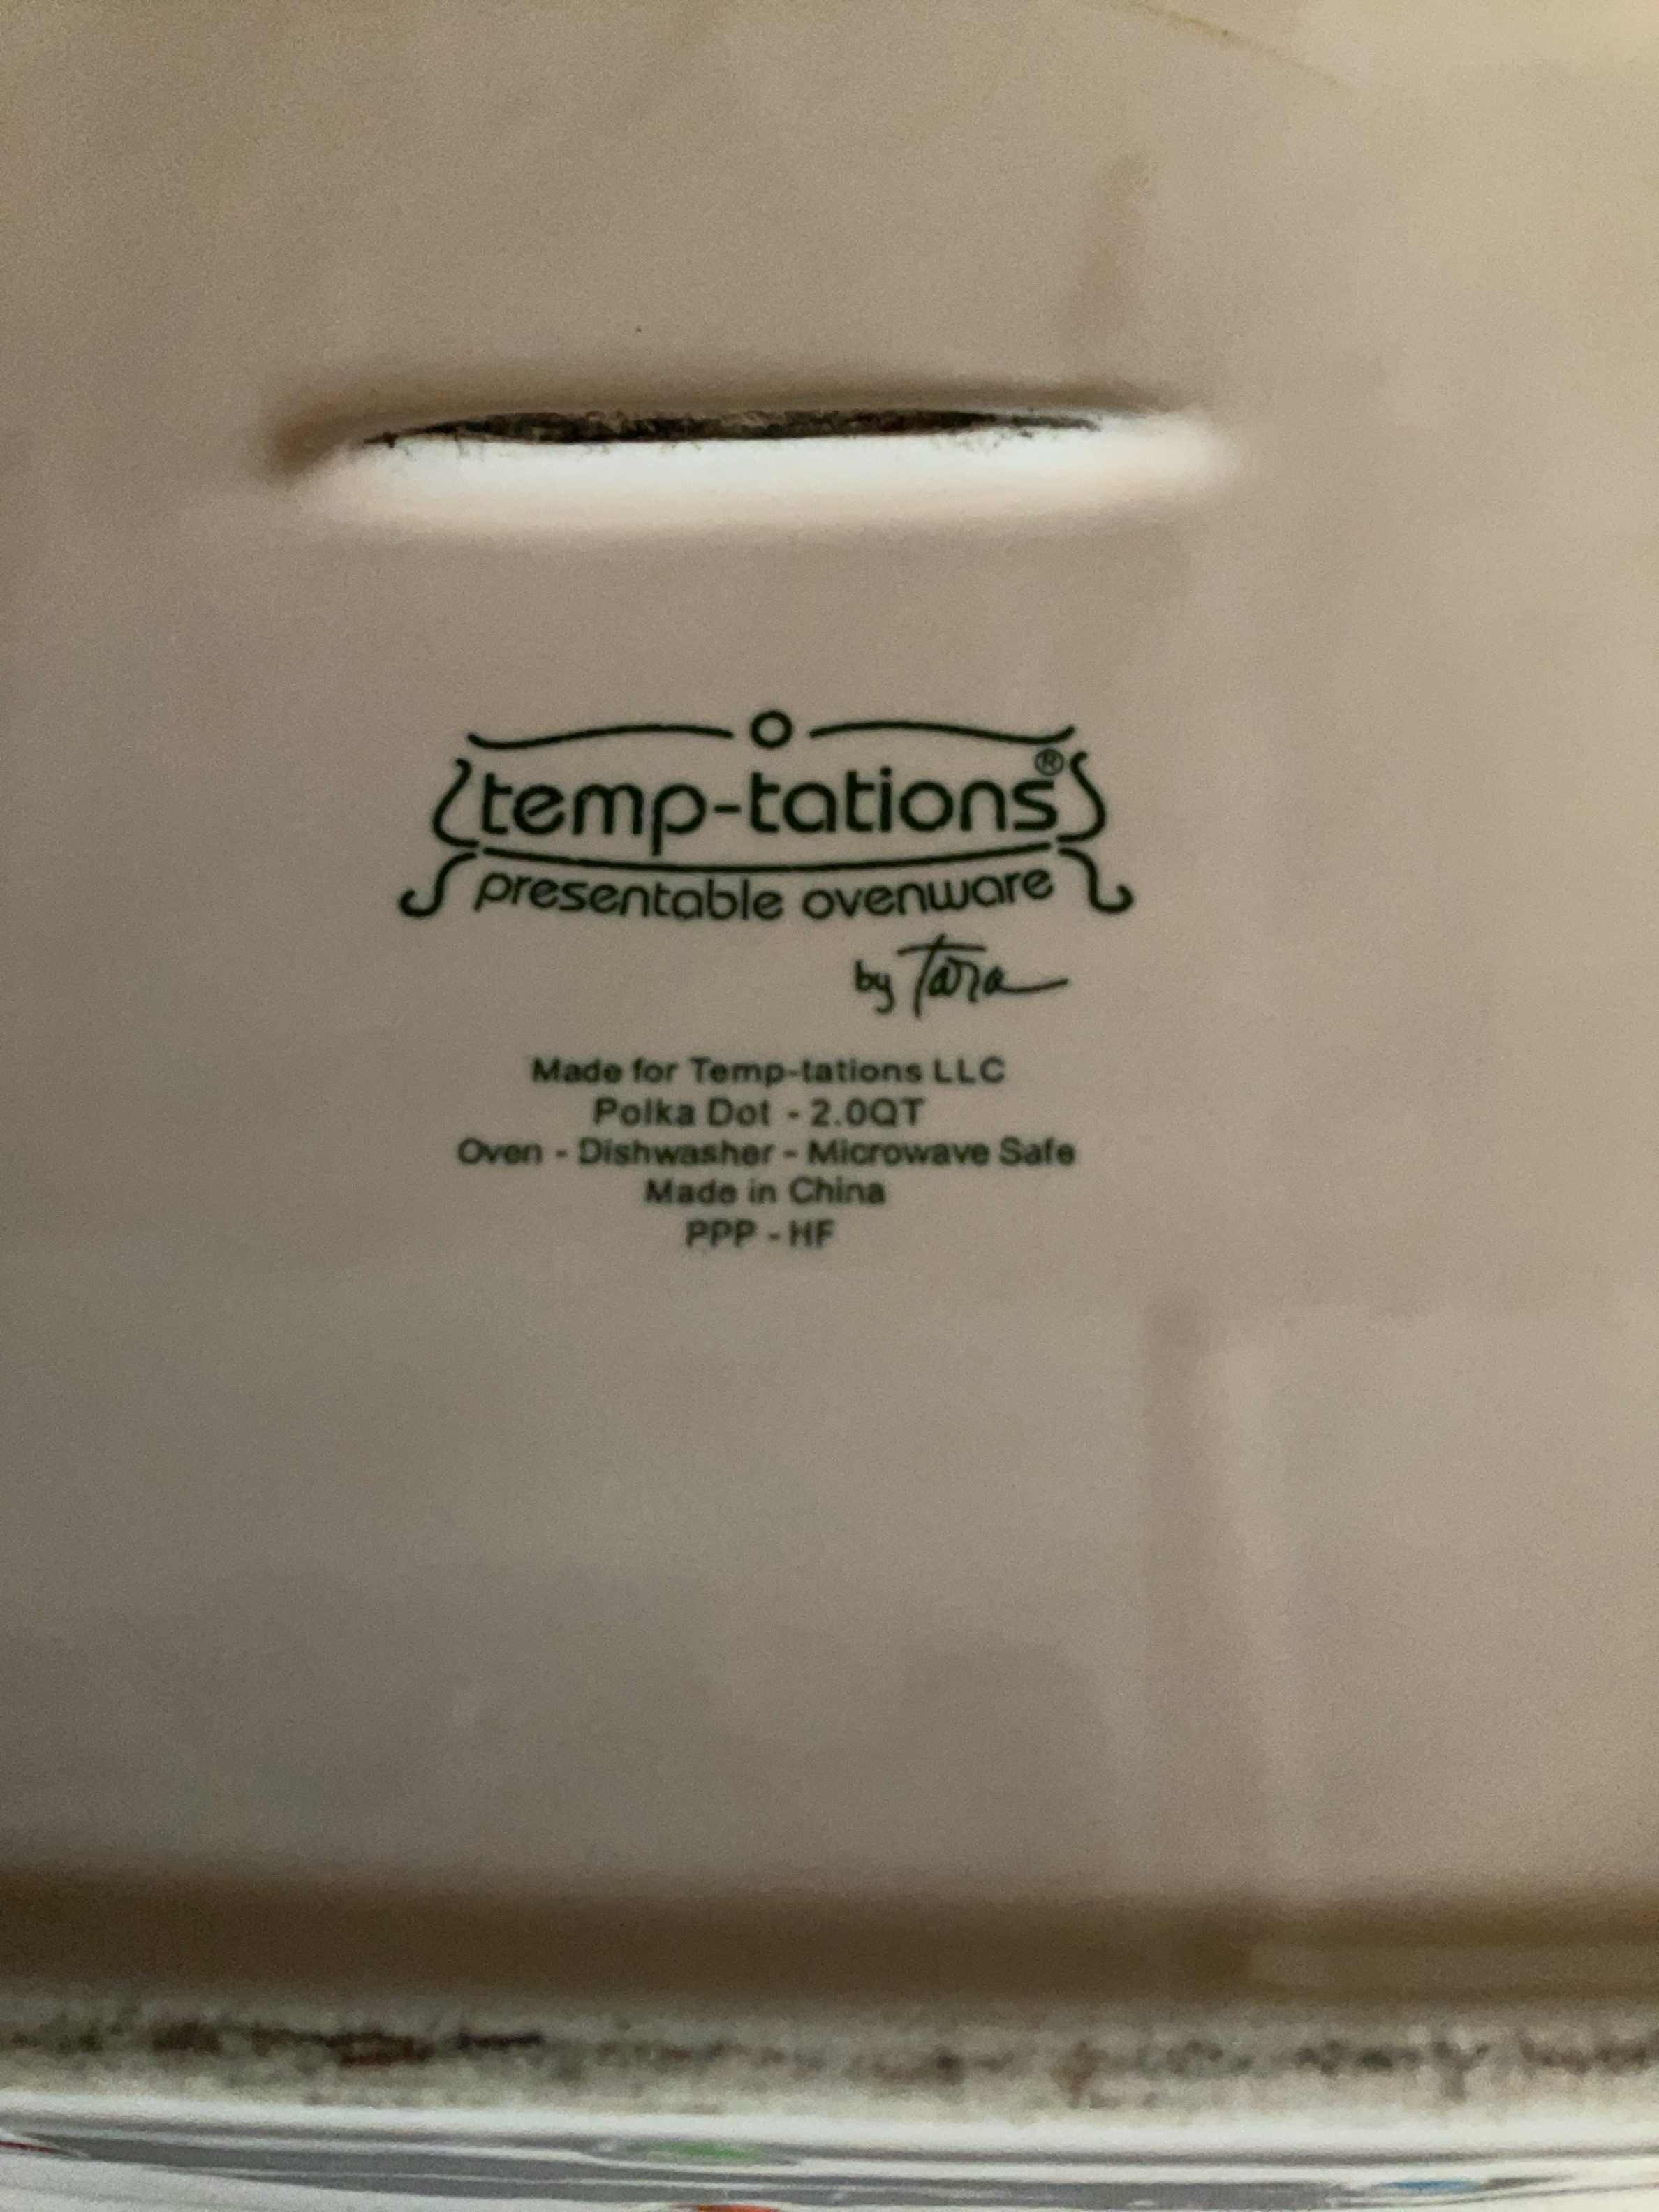 temp-tations®
presentable ovenware
by Tara
Made for Temp-tations LLC
Polka Dot - 2.0QT
Oven - Dishwasher - Microwave Safe
Made in China
PPP - HF